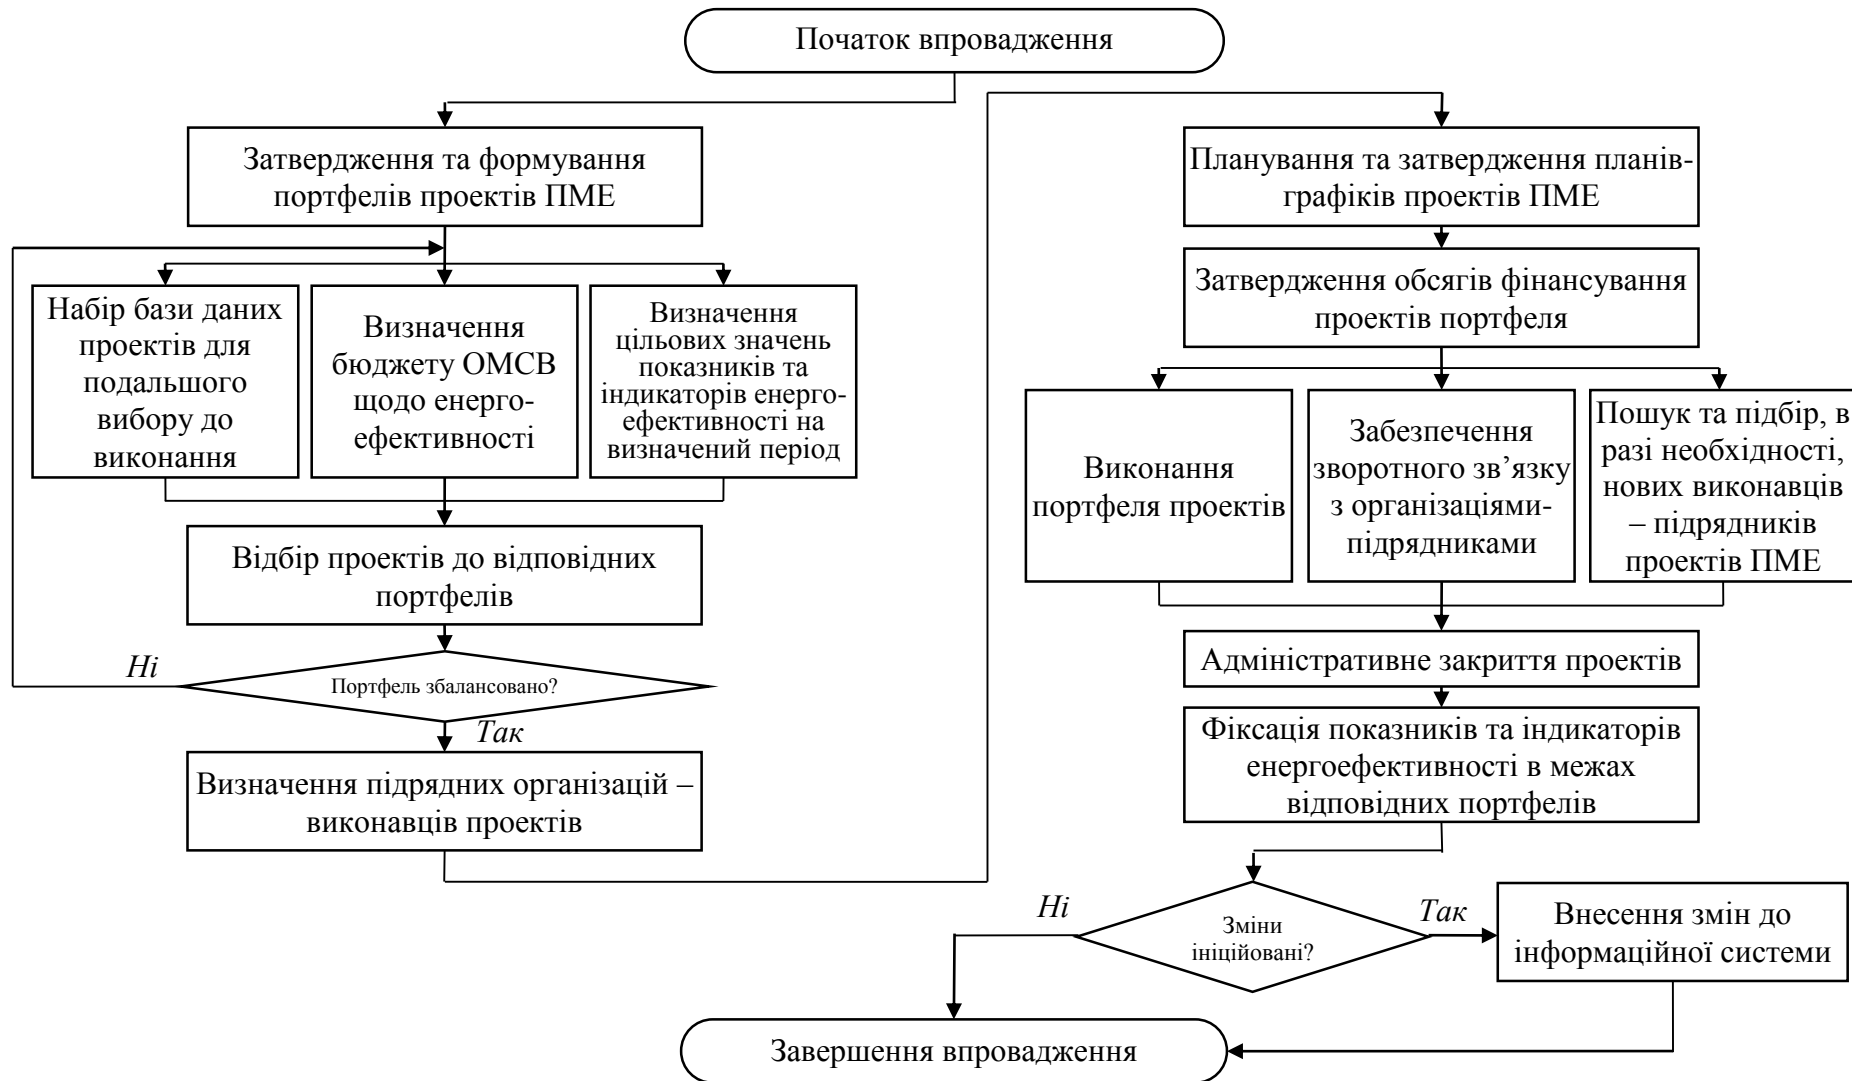 Початок впровадження
Затвердження та формування
портфелів проектів ПМЕ
Набір бази даних
проектів для
подальшого
вибору до
виконання
Визначення
бюджету ОМСВ
щодо енерго-
ефективності
Визначення
цільових значень
показників та
індикаторів енерго-
ефективності на
визначений період
Відбір проектів до відповідних
портфелів
Ні
Портфель збалансовано?
Так
Визначення підрядних організацій –
виконавців проектів
Планування та затвердження планів-
графіків проектів ПМЕ
Затвердження обсягів фінансування
проектів портфеля
Виконання
портфеля проектів
Забезпечення
зворотного зв’язку
з організаціями-
підрядниками
Пошук та підбір, в
разі необхідності,
нових виконавців
– підрядників
проектів ПМЕ
Адміністративне закриття проектів
Фіксація показників та індикаторів
енергоефективності в межах
відповідних портфелів
Ні
Зміни
ініційовані?
Так
Внесення змін до
інформаційної системи
Завершення впровадження